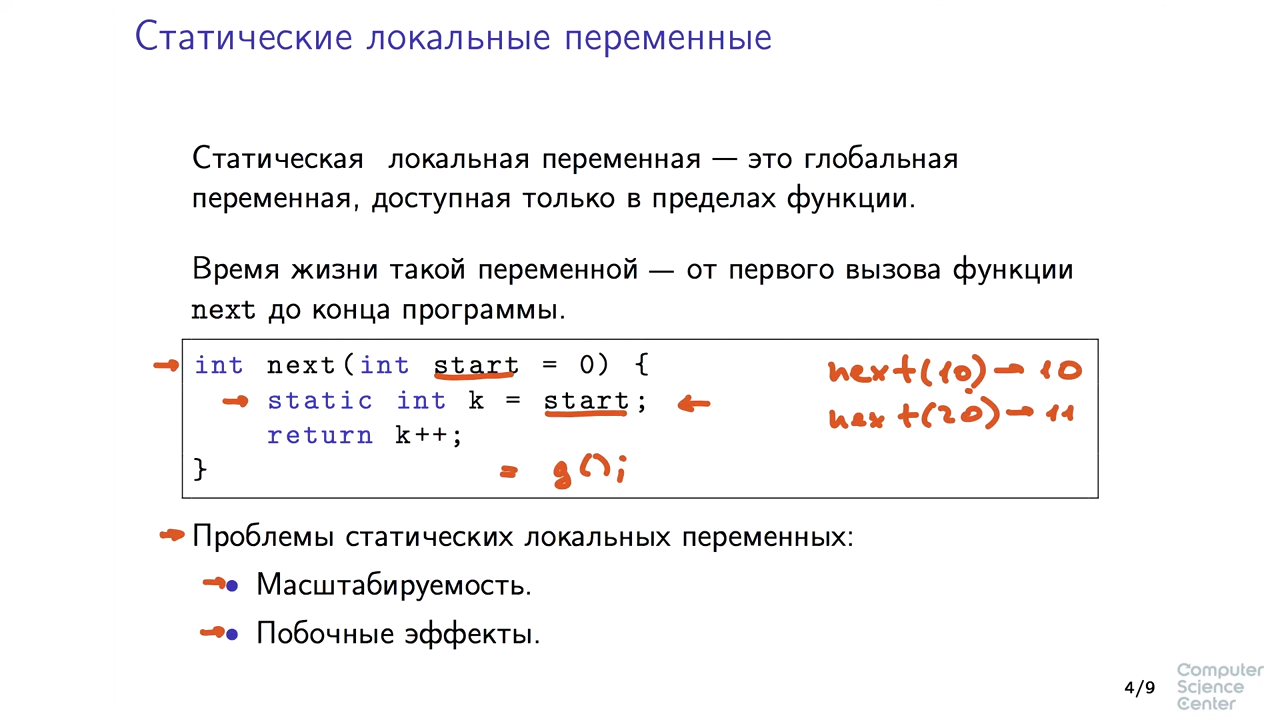 Статические локальные переменные
Статическая локальная переменная — это глобальная
переменная, доступная только в пределах функции.
Время жизни такой переменной — от первого вызова функции
next до конца программы.
int next(int start = 0) {
static int k = start;
return k++;
}
next(10) → 10
next(20) → 11
= g();
Проблемы статических локальных переменных:
• Масштабируемость.
• Побочные эффекты.
4/9
Computer
Science
Center